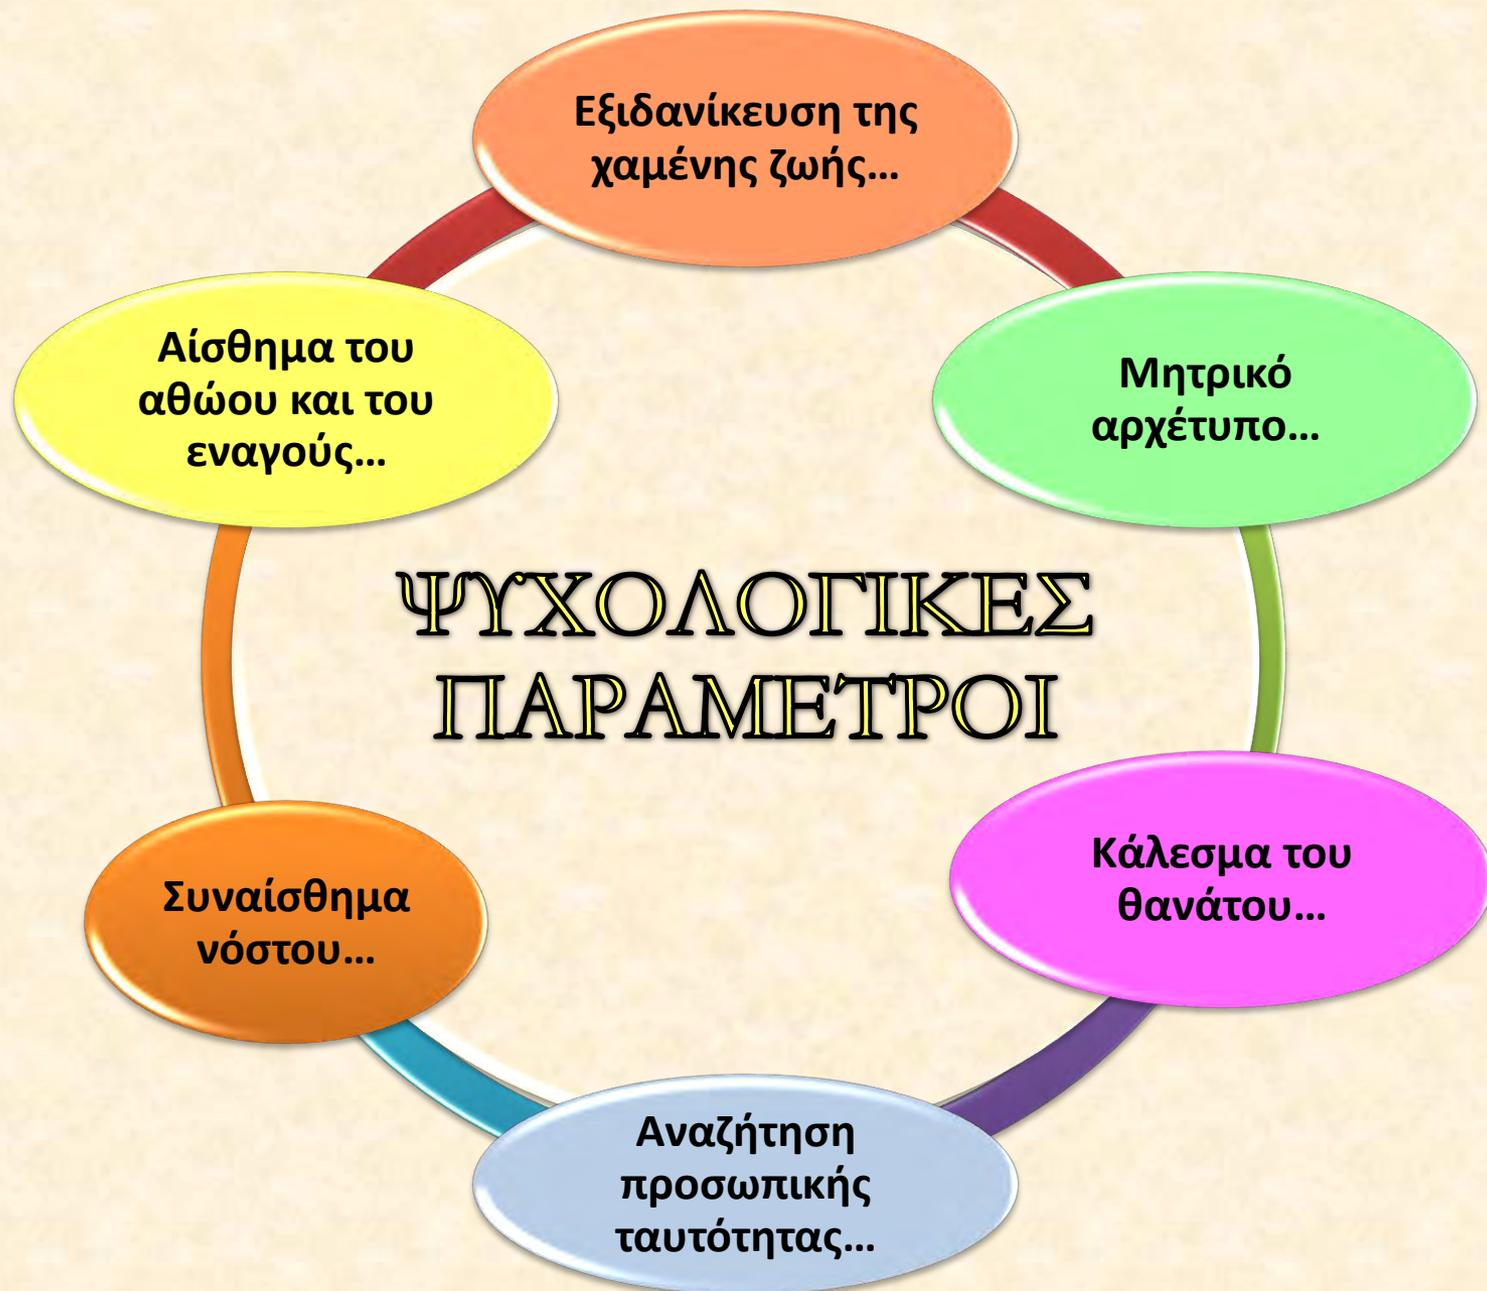 Εξιδανίκευση της
χαμένης ζωής...
Μητρικό
αρχέτυπο...
Κάλεσμα του
θανάτου...
Αναζήτηση
προσωπικής
ταυτότητας...
Συναίσθημα
νόστου...
Αίσθημα του
αθώου και του
εναγούς...
ΨΥΧΟΛΟΓΙΚΕΣ
ΠΑΡΑΜΕΤΡΟΙ